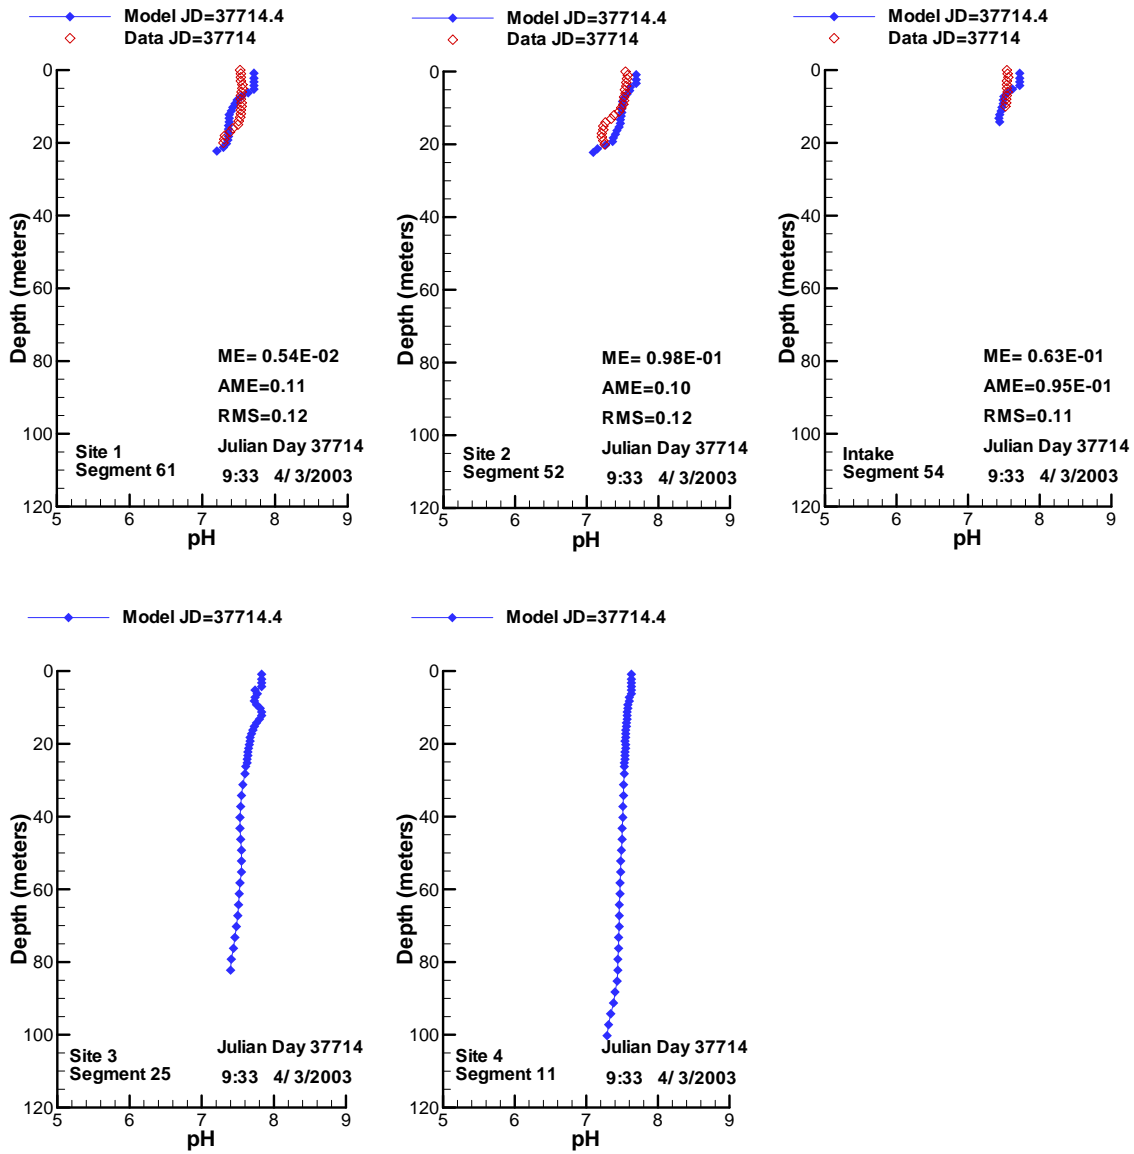 Model JD=37714.4
Data JD=37714
0
20
40
60
80
100
120
Depth (meters)
ME= 0.54E-02
AME=0.11
RMS=0.12
Site 1
Segment 61
Julian Day 37714
9:33 4/ 3/2003
5 6 7 8 9
pH
Model JD=37714.4
Data JD=37714
0
20
40
60
80
100
120
Depth (meters)
ME= 0.98E-01
AME=0.10
RMS=0.12
Site 2
Segment 52
Julian Day 37714
9:33 4/ 3/2003
5 6 7 8 9
pH
Model JD=37714.4
Data JD=37714
0
20
40
60
80
100
120
Depth (meters)
ME= 0.63E-01
AME=0.95E-01
RMS=0.11
Intake
Segment 54
Julian Day 37714
9:33 4/ 3/2003
5 6 7 8 9
pH
Model JD=37714.4
0
20
40
60
80
100
120
Depth (meters)
Site 3
Segment 25
Julian Day 37714
9:33 4/ 3/2003
5 6 7 8 9
pH
Model JD=37714.4
0
20
40
60
80
100
120
Depth (meters)
Site 4
Segment 11
Julian Day 37714
9:33 4/ 3/2003
5 6 7 8 9
pH